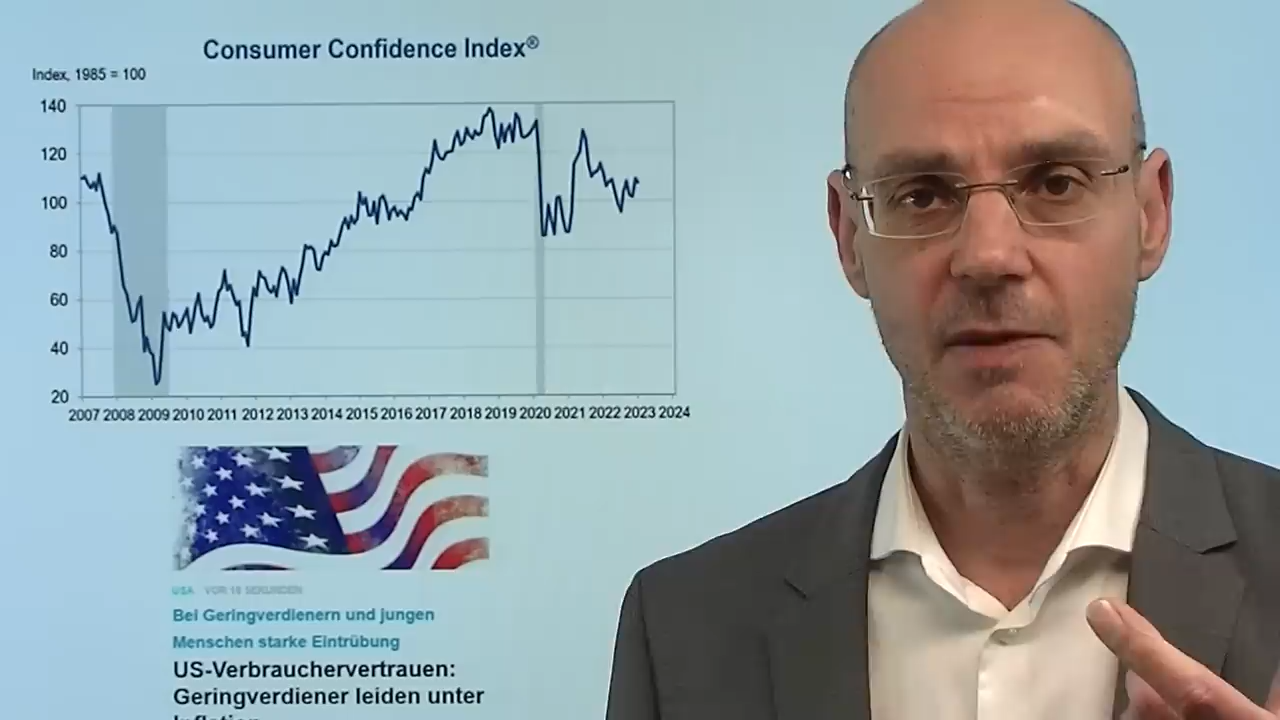 Consumer Confidence Index®
Index, 1985 = 100
140
120
100
80
60
40
20
2007 2008 2009 2010 2011 2012 2013 2014 2015 2016 2017 2018 2019 2020 2021 2022 2023 2024
USA VOR 16 SEKUNDEN
Bei Geringverdienern und jungen
Menschen starke Eintrübung
US-Verbrauchervertrauen:
Geringverdiener leiden unter
Inflation